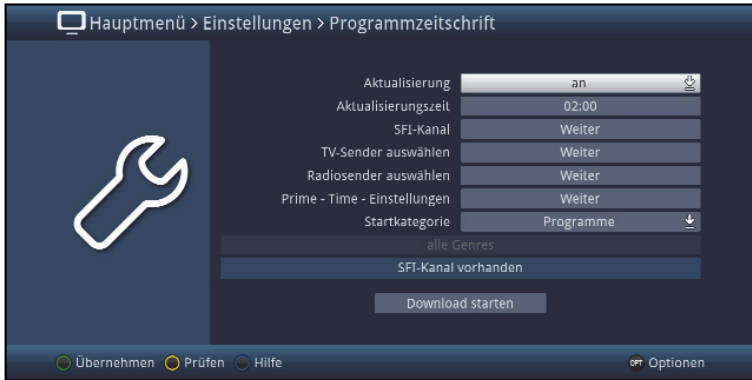 Hauptmenü > Einstellungen > Programmzeitschrift
Aktualisierung an
Aktualisierungszeit 02:00
SFI-Kanal Weiter
TV-Sender auswählen Weiter
Radiosender auswählen Weiter
Prime - Time - Einstellungen Weiter
Startkategorie Programme
alle Genres
SFI-Kanal vorhanden
Download starten
Übernehmen Prüfen Hilfe OPT Optionen